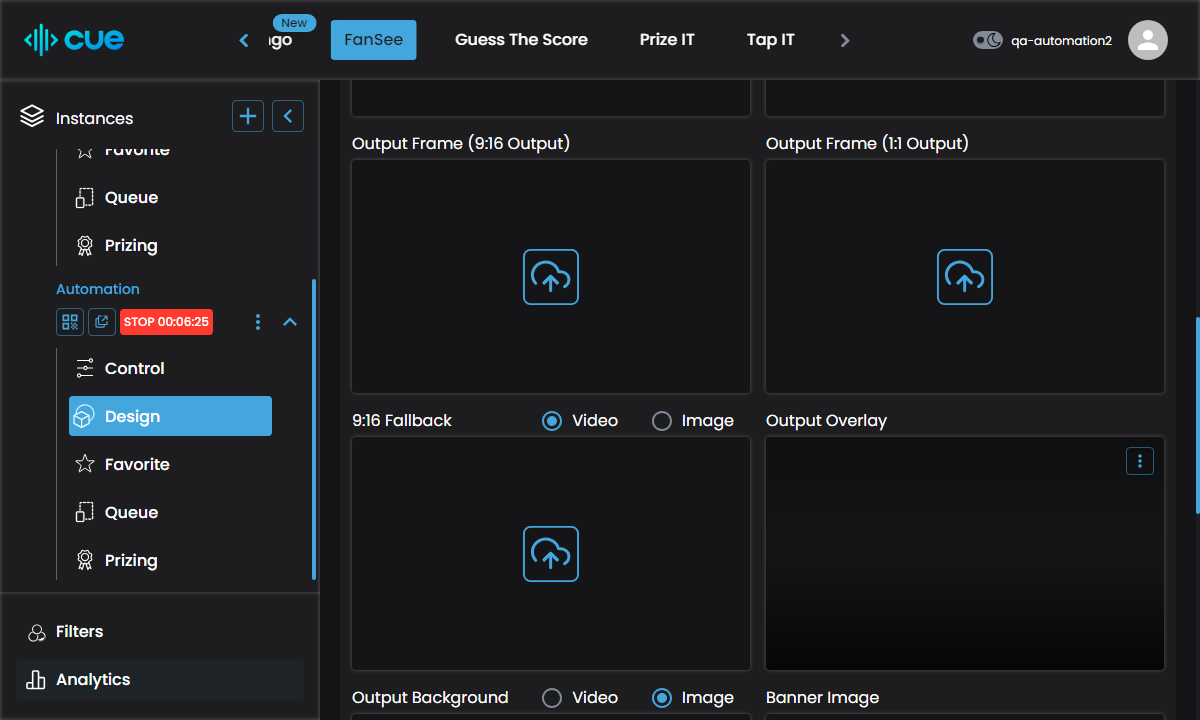 cue
New
FanSee
Guess The Score
Prize IT
Tap IT
qa-automation2
Instances
Favorite
Queue
Prizing
Automation
STOP 00:06:25
Control
Design
Favorite
Queue
Prizing
Filters
Analytics
Output Frame (9:16 Output)
Output Frame (1:1 Output)
9:16 Fallback
Video
Image
Output Overlay
Output Background
Video
Image
Banner Image